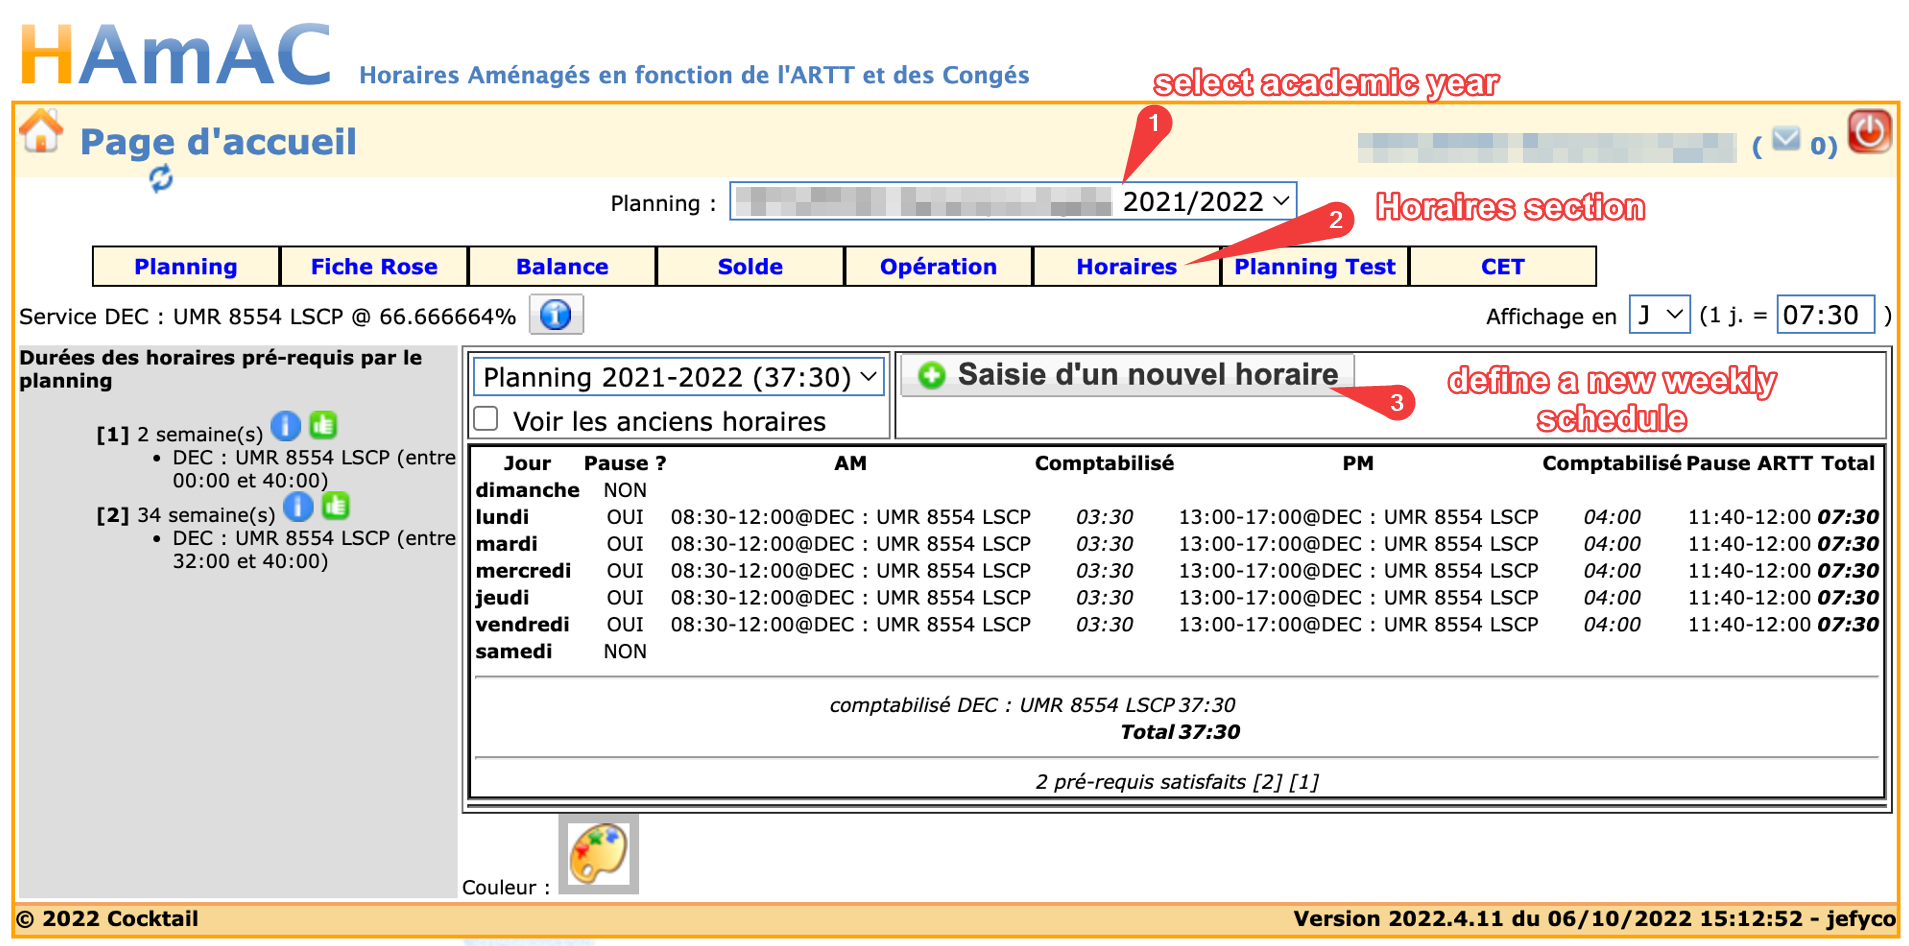 HAmAC Horaires Aménagés en fonction de l'ARTT et des Congés
select academic year
1
Page d'accueil
( 0)
Planning : 2021/2022
Horaires section
2
Planning Fiche Rose Balance Solde Opération Horaires Planning Test CET
Service DEC : UMR 8554 LSCP @ 66.666664%
Affichage en J (1 j. = 07:30 )
Durées des horaires pré-requis par le
planning
[1] 2 semaine(s)
• DEC : UMR 8554 LSCP (entre
00:00 et 40:00)
[2] 34 semaine(s)
• DEC : UMR 8554 LSCP (entre
32:00 et 40:00)
Planning 2021-2022 (37:30)
Voir les anciens horaires
Saisie d'un nouvel horaire
3
define a new weekly
schedule
Jour Pause ? AM Comptabilisé PM Comptabilisé Pause ARTT Total
dimanche NON
lundi OUI 08:30-12:00@DEC : UMR 8554 LSCP 03:30 13:00-17:00@DEC : UMR 8554 LSCP 04:00 11:40-12:00 07:30
mardi OUI 08:30-12:00@DEC : UMR 8554 LSCP 03:30 13:00-17:00@DEC : UMR 8554 LSCP 04:00 11:40-12:00 07:30
mercredi OUI 08:30-12:00@DEC : UMR 8554 LSCP 03:30 13:00-17:00@DEC : UMR 8554 LSCP 04:00 11:40-12:00 07:30
jeudi OUI 08:30-12:00@DEC : UMR 8554 LSCP 03:30 13:00-17:00@DEC : UMR 8554 LSCP 04:00 11:40-12:00 07:30
vendredi OUI 08:30-12:00@DEC : UMR 8554 LSCP 03:30 13:00-17:00@DEC : UMR 8554 LSCP 04:00 11:40-12:00 07:30
samedi NON
comptabilisé DEC : UMR 8554 LSCP 37:30
Total 37:30
2 pré-requis satisfaits [2] [1]
Couleur :
© 2022 Cocktail
Version 2022.4.11 du 06/10/2022 15:12:52 - jefyco